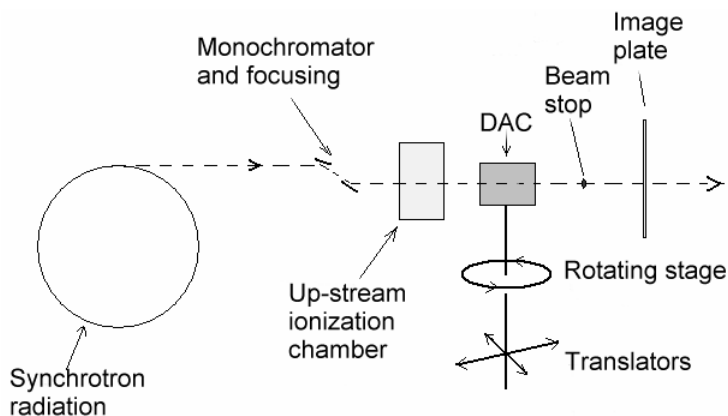 Monochromator
and focusing
Image
plate
Beam
stop
DAC
Up-stream
ionization
chamber
Rotating stage
Translators
Synchrotron
radiation